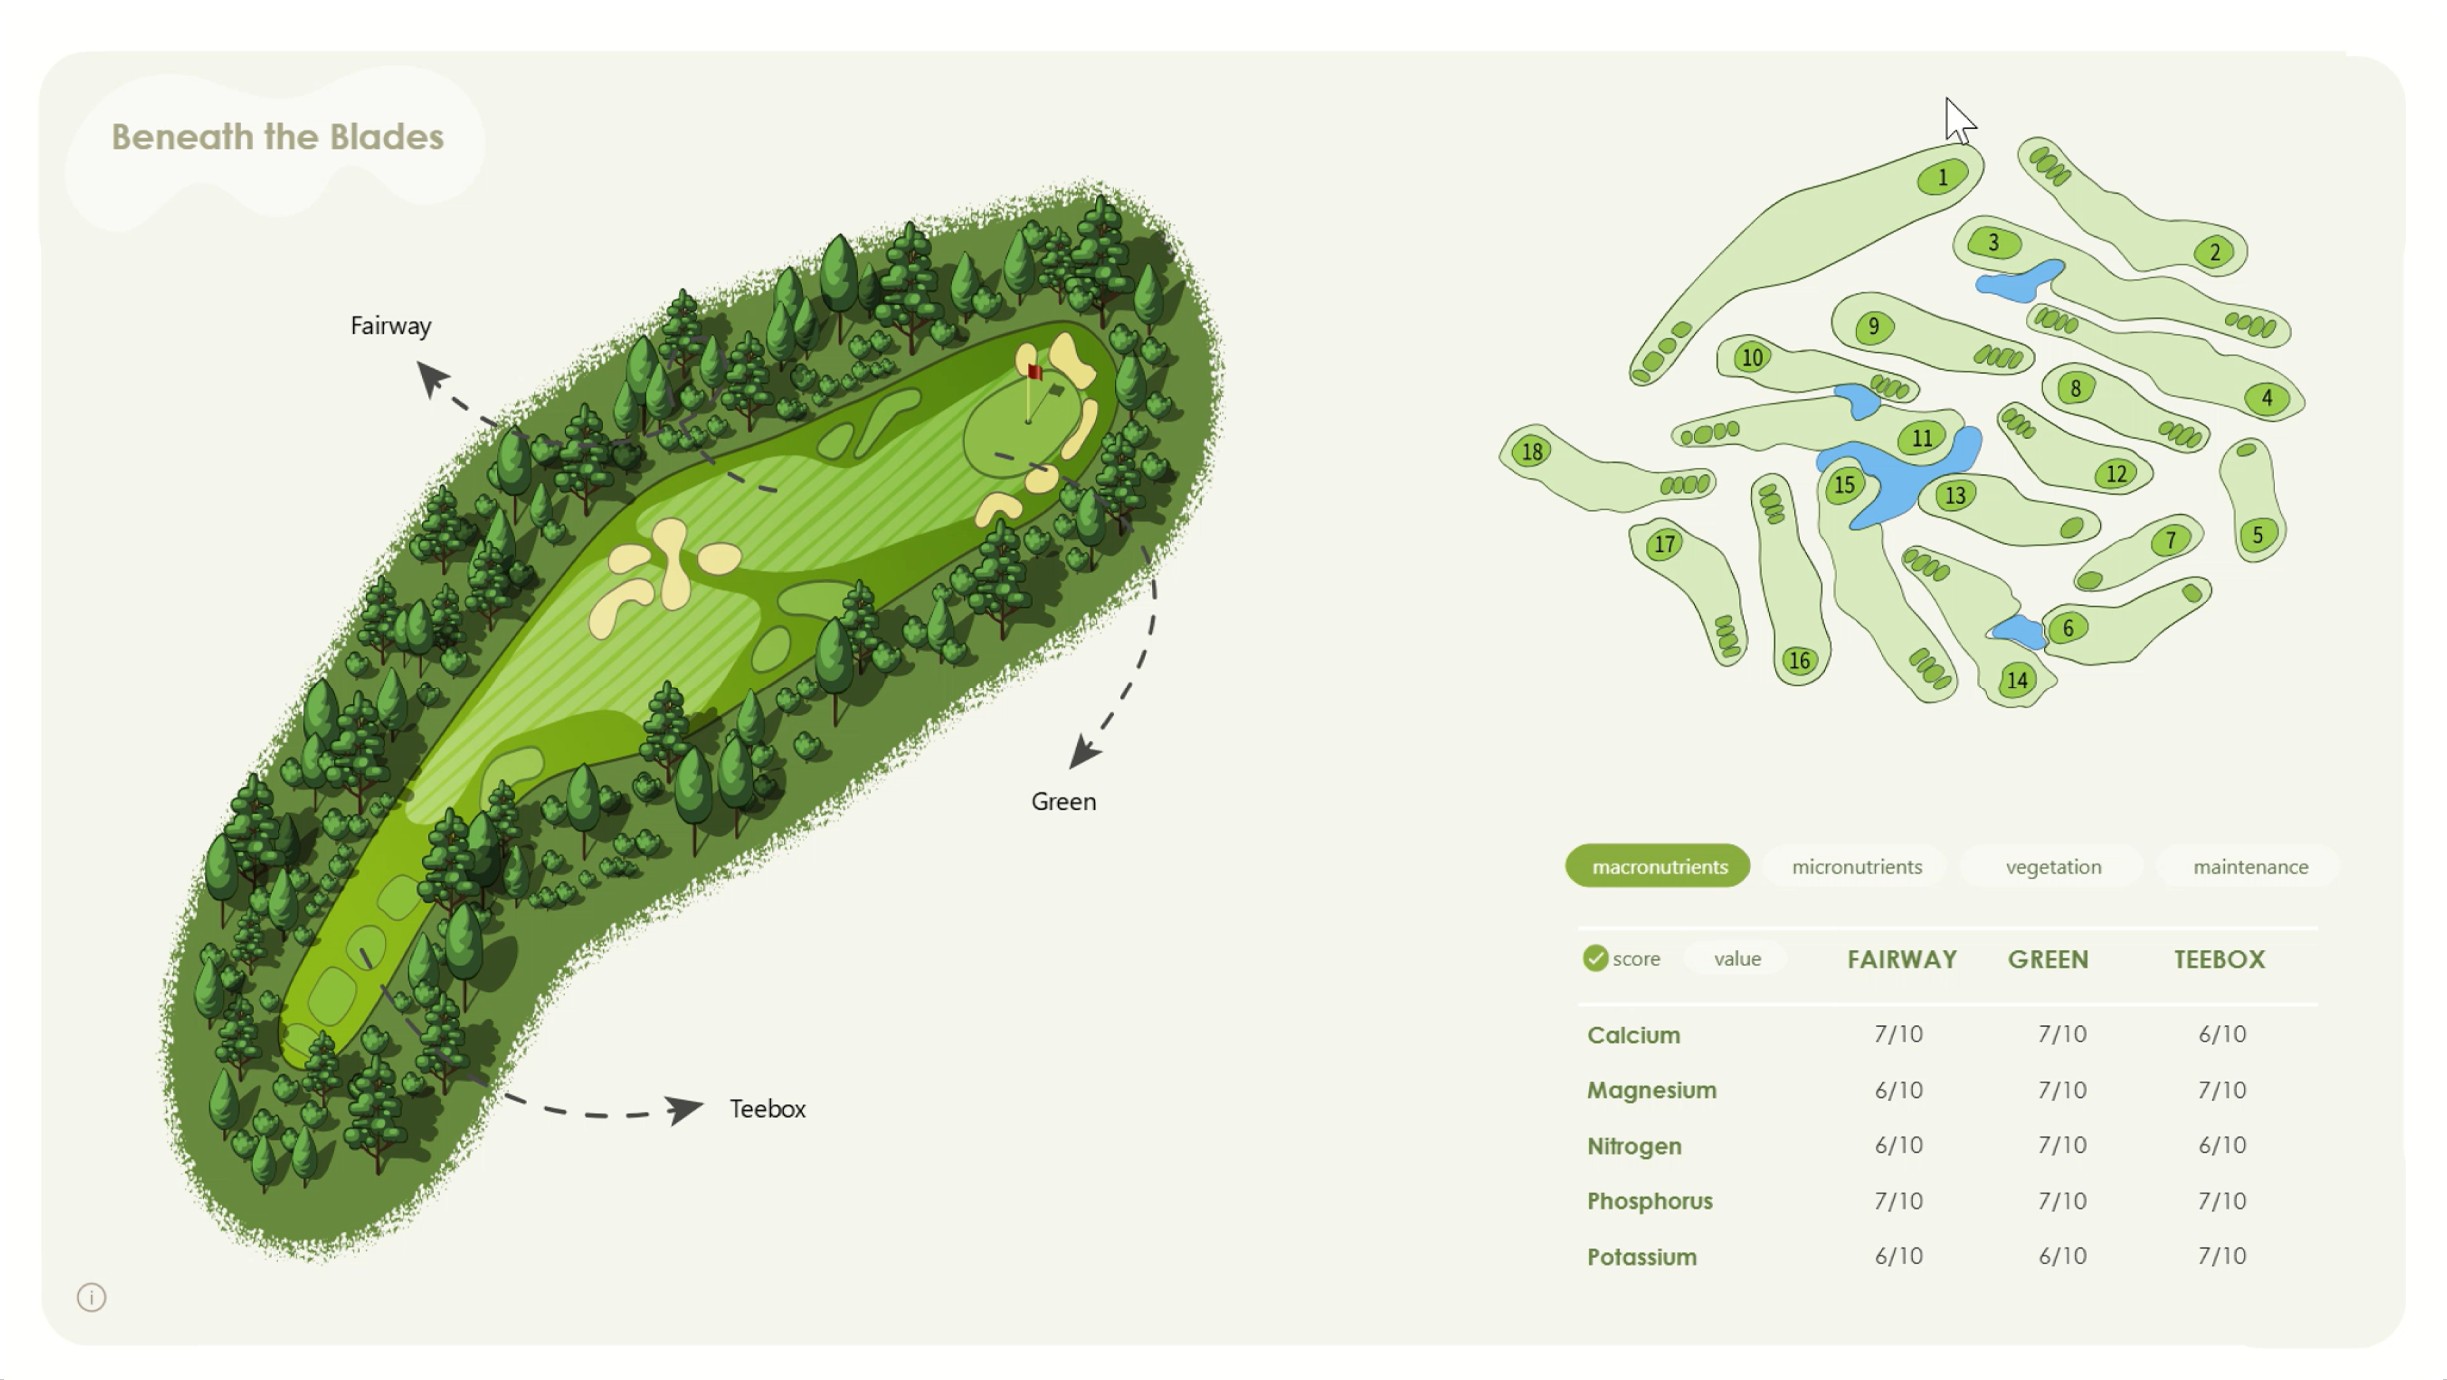 Beneath the Blades
Fairway
Green
Teebox
1
2
3
9
10
8
4
11
18
12
15
13
5
7
17
6
16
14
macronutrients micronutrients vegetation maintenance
score value FAIRWAY GREEN TEEBOX
Calcium 7/10 7/10 6/10
Magnesium 6/10 7/10 7/10
Nitrogen 6/10 7/10 6/10
Phosphorus 7/10 7/10 7/10
Potassium 6/10 6/10 7/10
i